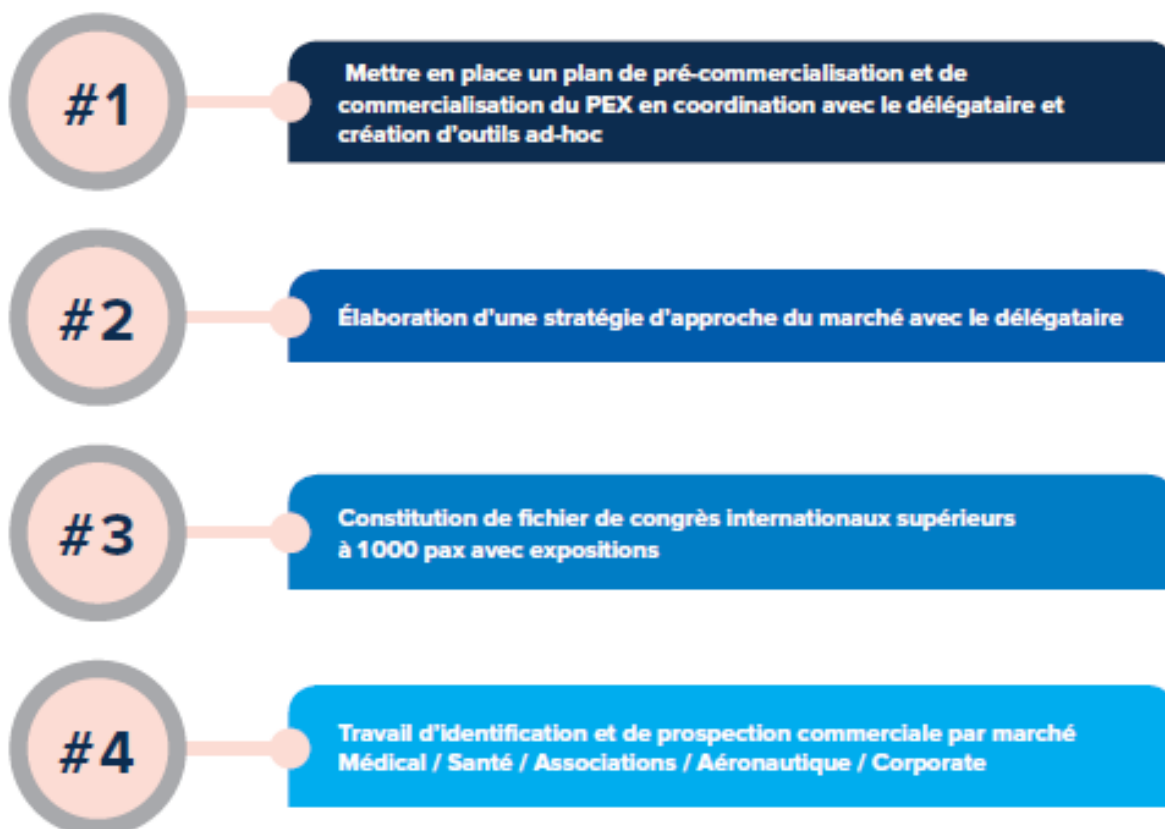 #1
Mettre en place un plan de pré-commercialisation et de
commercialisation du PEX en coordination avec le délégataire et
création d'outils ad-hoc
#2
Élaboration d'une stratégie d'approche du marché avec le délégataire
#3
Constitution de fichier de congrès internationaux supérieurs
à 1000 pax avec expositions
#4
Travail d'identification et de prospection commerciale par marché
Médical / Santé / Associations / Aéronautique / Corporate